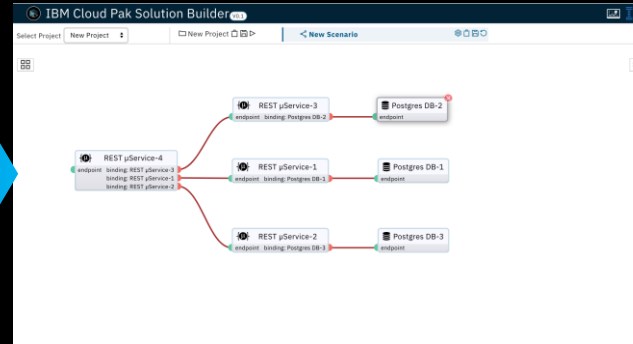 IBM Cloud Pak Solution Builder V0.1
Select Project New Project New Project New Scenario
REST µService-3
endpoint binding: Postgres DB-2
Postgres DB-2
endpoint
REST µService-4
endpoint binding: REST µService-3
binding: REST µService-1
binding: REST µService-2
REST µService-1
endpoint binding: Postgres DB-1
Postgres DB-1
endpoint
REST µService-2
endpoint binding: Postgres DB-3
Postgres DB-3
endpoint